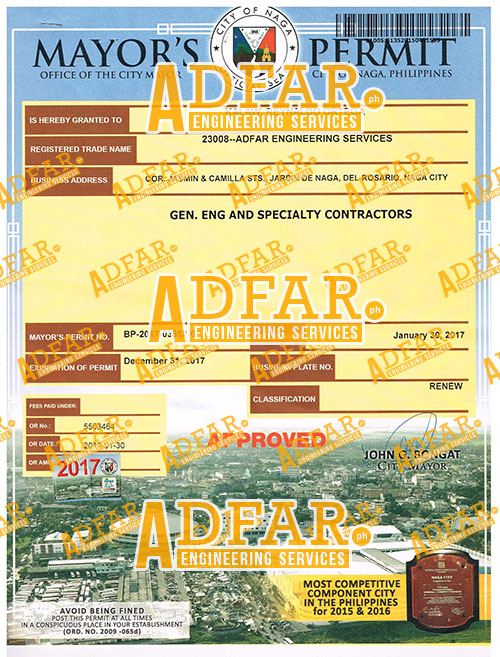 CITY OF NAGA
MAYOR'S PERMIT
OFFICE OF THE CITY MAYOR
CITY OF NAGA, PHILIPPINES
ADFAR.ph
ENGINEERING SERVICES
IS HEREBY GRANTED TO
REGISTERED TRADE NAME
23008--ADFAR ENGINEERING SERVICES
BUSINESS ADDRESS
COR. JASMIN & CAMILLA STS., JARDIN DE NAGA, DEL ROSARIO, NAGA CITY
GEN. ENG AND SPECIALTY CONTRACTORS
ADFAR.ph
ENGINEERING SERVICES
MAYOR'S PERMIT NO.
January 30, 2017
EXPIRATION OF PERMIT
December 31, 2017
BUSINESS PLATE NO.
RENEW
CLASSIFICATION
FEES PAID UNDER:
OR No.: 5503464
OR DATE: 2017-01-30
OR
2017
APPROVED
JOHN G. BONGAT
CITY MAYOR
ADFAR.ph
ENGINEERING SERVICES
AVOID BEING FINED
POST THIS PERMIT AT ALL TIMES
IN A CONSPICUOUS PLACE IN YOUR ESTABLISHMENT
(ORD. NO. 2009 -065d)
MOST COMPETITIVE
COMPONENT CITY
IN THE PHILIPPINES
for 2015 & 2016
NAGA CITY